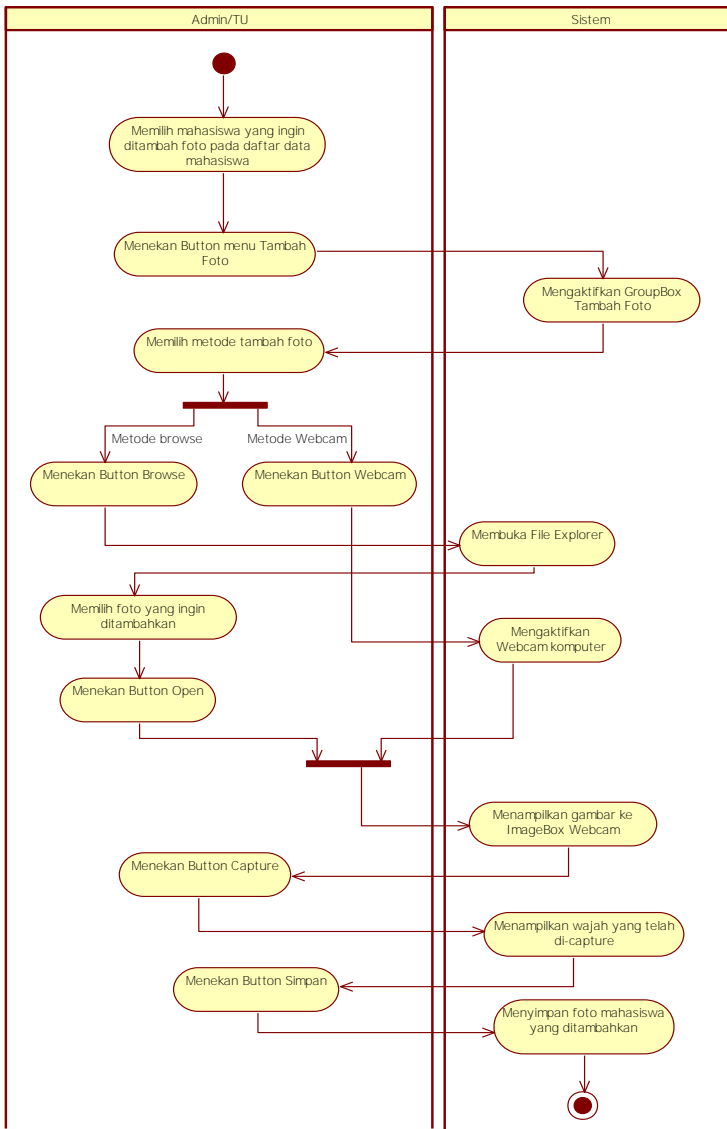 Admin/TU
Sistem
Memilih mahasiswa yang ingin
ditambah foto pada daftar data
mahasiswa
Menekan Button menu Tambah
Foto
Mengaktifkan GroupBox
Tambah Foto
Memilih metode tambah foto
Metode browse
Metode Webcam
Menekan Button Browse
Menekan Button Webcam
Membuka File Explorer
Memilih foto yang ingin
ditambahkan
Mengaktifkan
Webcam komputer
Menekan Button Open
Menampilkan gambar ke
ImageBox Webcam
Menekan Button Capture
Menampilkan wajah yang telah
di-capture
Menekan Button Simpan
Menyimpan foto mahasiswa
yang ditambahkan